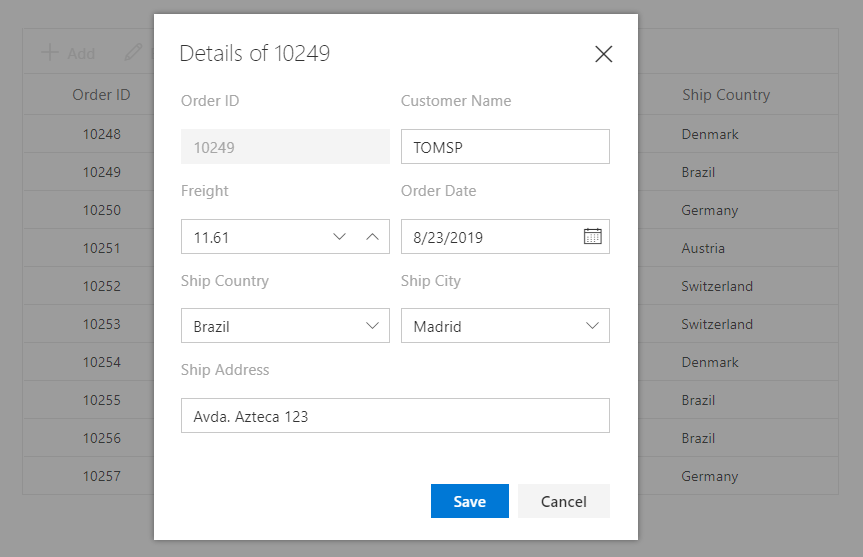 Details of 10249
Add
Order ID Customer Name
10249 TOMSP
Freight Order Date
11.61 8/23/2019
Ship Country Ship City
Brazil Madrid
Ship Address
Avda. Azteca 123
Save Cancel
Order ID Ship Country
10248 Denmark
10249 Brazil
10250 Germany
10251 Austria
10252 Switzerland
10253 Switzerland
10254 Denmark
10255 Brazil
10256 Brazil
10257 Germany